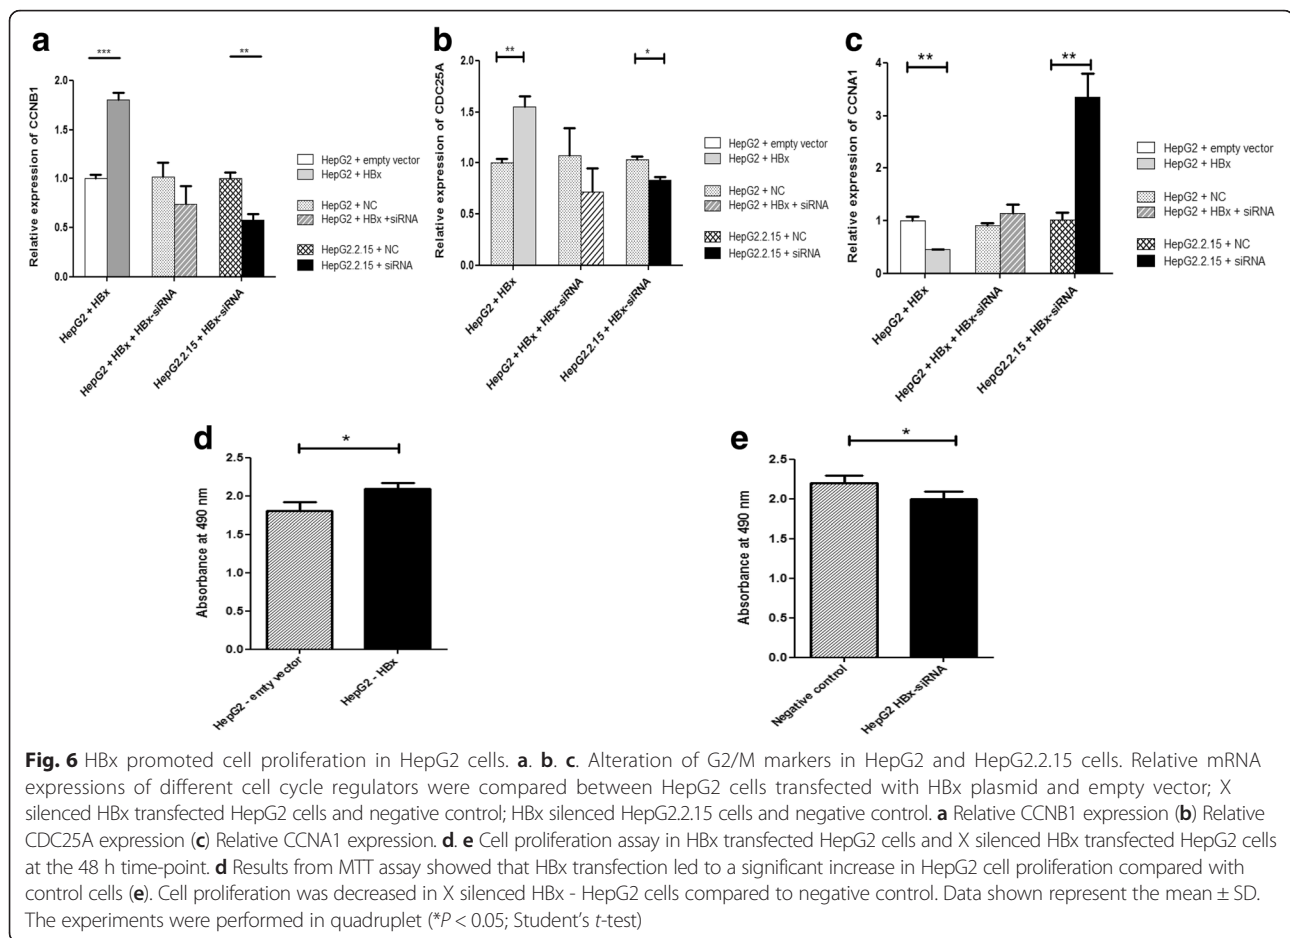 a
***
**
Relative expression of CCNB1
2.0
1.5
1.0
0.5
0.0
HepG2 + HBx
HepG2 + HBx + HBx-siRNA
HepG2.2.15 + HBx-siRNA
HepG2 + empty vector
HepG2 + HBx
HepG2 + NC
HepG2 + HBx +siRNA
HepG2.2.15 + NC
HepG2.2.15 + siRNA
b
**
*
Relative expression of CDC25A
2.0
1.5
1.0
0.5
0.0
HepG2 + HBx
HepG2 + HBx + HBx-siRNA
HepG2.2.15 + HBx-siRNA
HepG2 + empty vector
HepG2 + HBx
HepG2 + NC
HepG2 + HBx + siRNA
HepG2.2.15 + NC
HepG2.2.15 + siRNA
c
**
**
Relative expression of CCNA1
4
3
2
1
0
HepG2 + HBx
HepG2 + HBx + HBx-siRNA
HepG2.2.15 + HBx-siRNA
HepG2 + empty vector
HepG2 + HBx
HepG2 + NC
HepG2 + HBx + siRNA
HepG2.2.15 + NC
HepG2.2.15 + siRNA
d
*
Absorbance at 490 nm
2.5
2.0
1.5
1.0
0.5
0.0
HepG2 - emty vector
HepG2 - HBx
e
*
Absorbance at 490 nm
2.5
2.0
1.5
1.0
0.5
0.0
Negative control
HepG2 HBx-siRNA
Fig. 6 HBx promoted cell proliferation in HepG2 cells. a. b. c. Alteration of G2/M markers in HepG2 and HepG2.2.15 cells. Relative mRNA
expressions of different cell cycle regulators were compared between HepG2 cells transfected with HBx plasmid and empty vector; X
silenced HBx transfected HepG2 cells and negative control; HBx silenced HepG2.2.15 cells and negative control. a Relative CCNB1 expression (b) Relative
CDC25A expression (c) Relative CCNA1 expression. d. e Cell proliferation assay in HBx transfected HepG2 cells and X silenced HBx transfected HepG2 cells
at the 48 h time-point. d Results from MTT assay showed that HBx transfection led to a significant increase in HepG2 cell proliferation compared with
control cells (e). Cell proliferation was decreased in X silenced HBx - HepG2 cells compared to negative control. Data shown represent the mean ± SD.
The experiments were performed in quadruplet (*P < 0.05; Student's t-test)